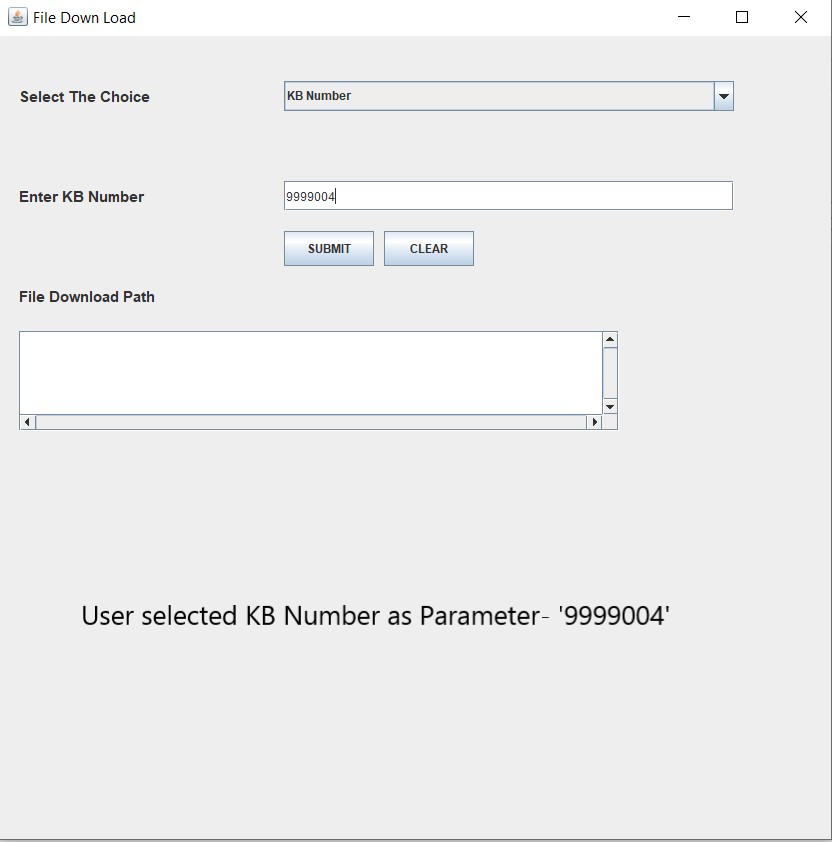 File Down Load
Select The Choice
KB Number
Enter KB Number
9999004
SUBMIT
CLEAR
File Download Path
User selected KB Number as Parameter- '9999004'